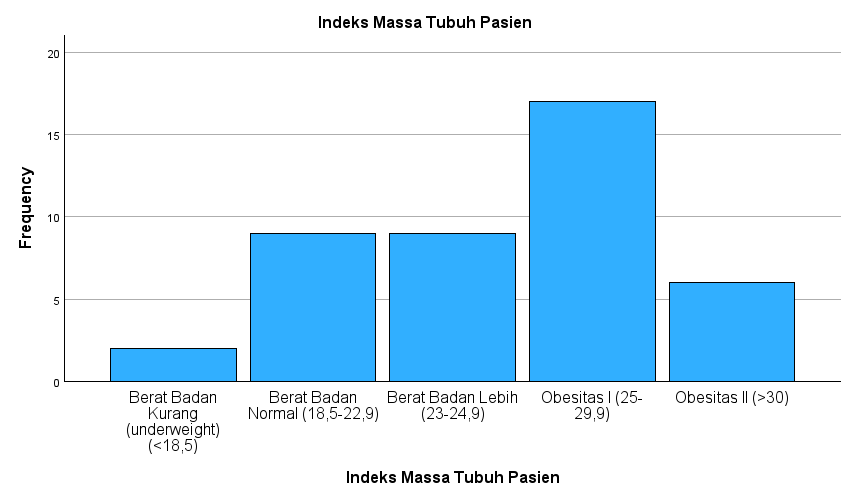 Indeks Massa Tubuh Pasien
20
15
10
5
0
Frequency
Berat Badan
Kurang
(underweight)
(<18,5)
Berat Badan
Normal (18,5-22,9)
Berat Badan Lebih
(23-24,9)
Obesitas I (25-
29,9)
Obesitas II (>30)
Indeks Massa Tubuh Pasien